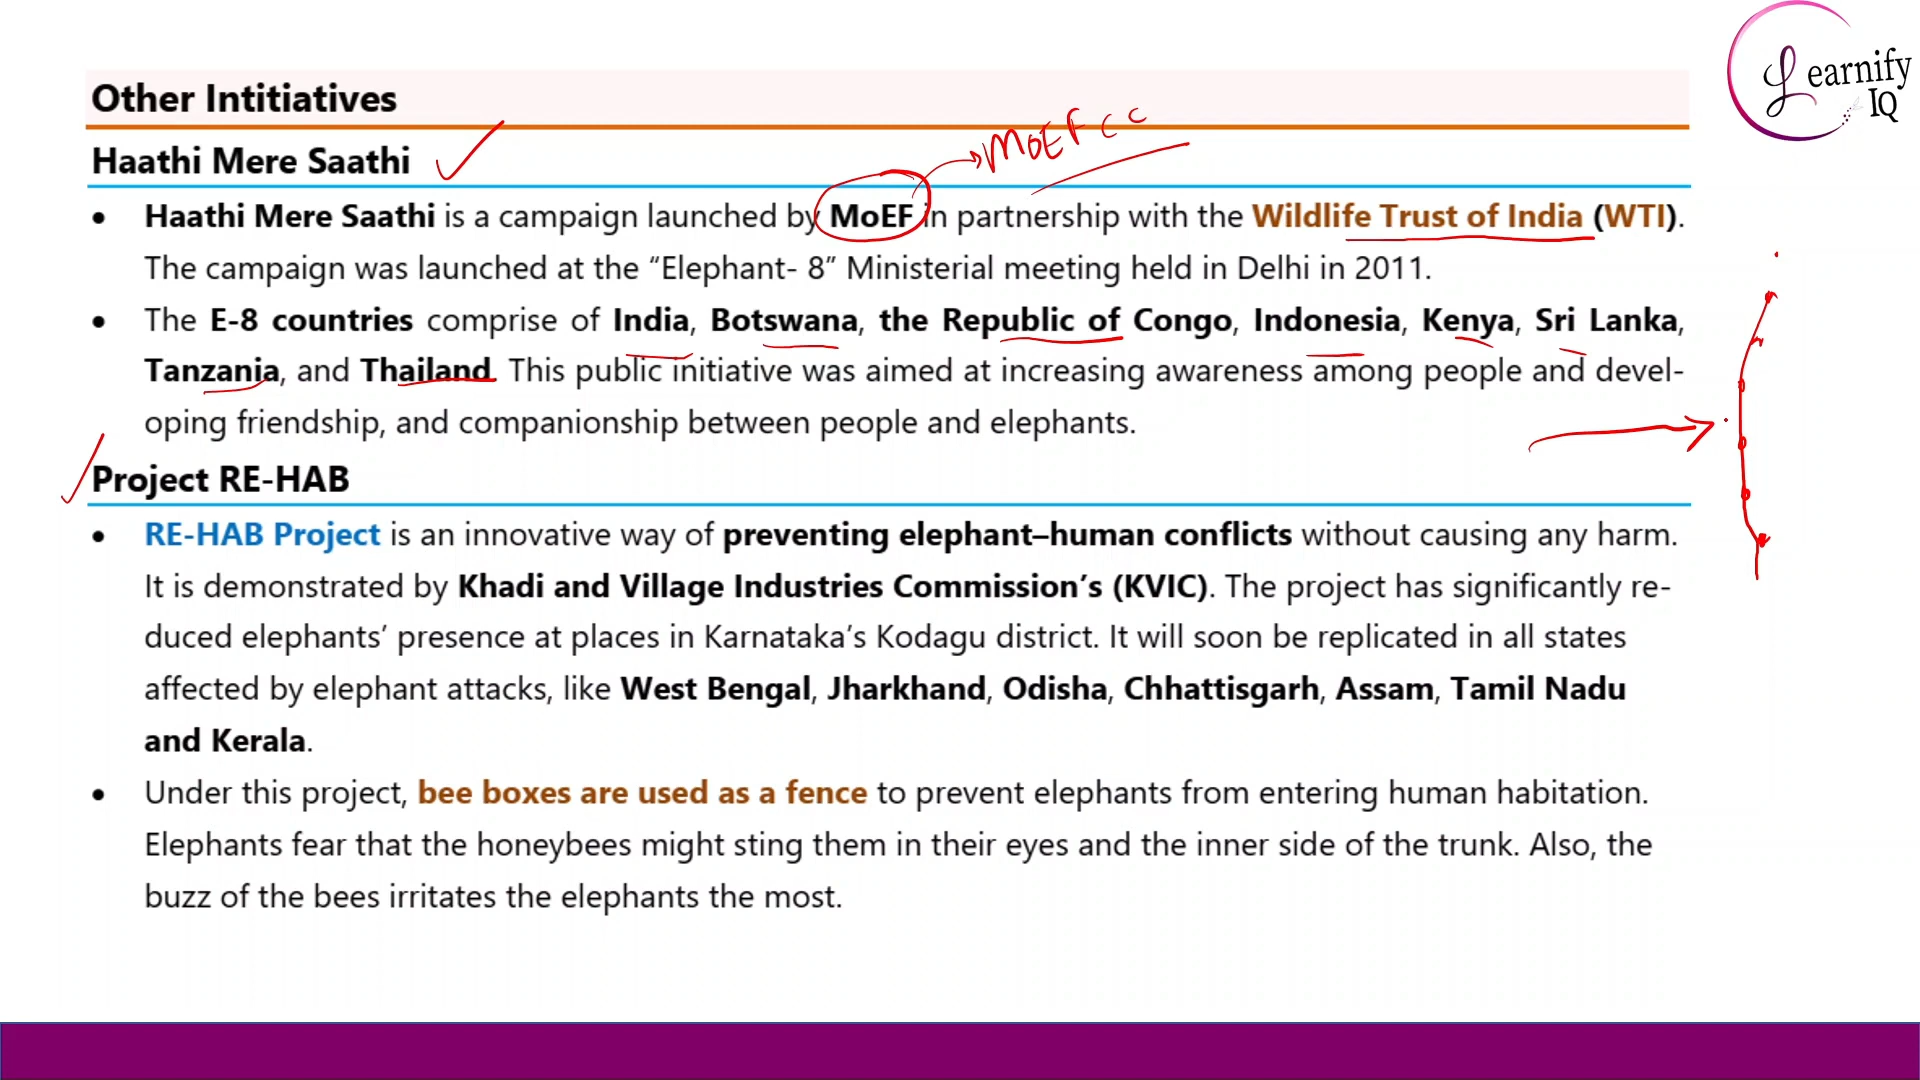 Learnify
IQ
Other Intitiatives
MoEFCC
Haathi Mere Saathi
• Haathi Mere Saathi is a campaign launched by MoEF in partnership with the Wildlife Trust of India (WTI).
The campaign was launched at the “Elephant- 8” Ministerial meeting held in Delhi in 2011.
• The E-8 countries comprise of India, Botswana, the Republic of Congo, Indonesia, Kenya, Sri Lanka,
Tanzania, and Thailand. This public initiative was aimed at increasing awareness among people and devel-
oping friendship, and companionship between people and elephants.
Project RE-HAB
• RE-HAB Project is an innovative way of preventing elephant–human conflicts without causing any harm.
It is demonstrated by Khadi and Village Industries Commission’s (KVIC). The project has significantly re-
duced elephants’ presence at places in Karnataka’s Kodagu district. It will soon be replicated in all states
affected by elephant attacks, like West Bengal, Jharkhand, Odisha, Chhattisgarh, Assam, Tamil Nadu
and Kerala.
• Under this project, bee boxes are used as a fence to prevent elephants from entering human habitation.
Elephants fear that the honeybees might sting them in their eyes and the inner side of the trunk. Also, the
buzz of the bees irritates the elephants the most.